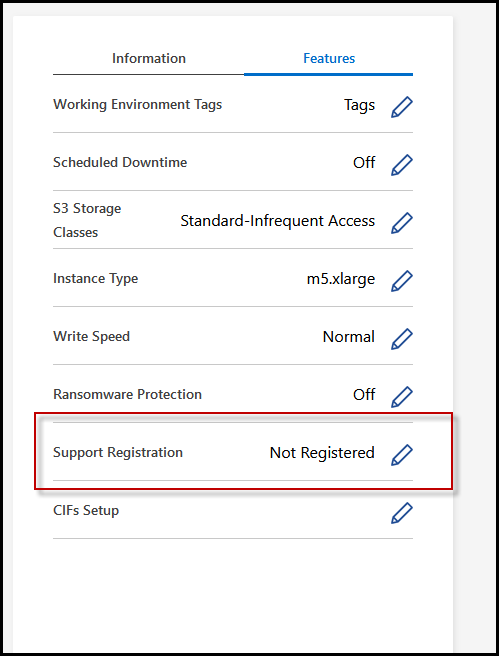 Information Features
Working Environment Tags Tags
Scheduled Downtime Off
S3 Storage
Classes Standard-Infrequent Access
Instance Type m5.xlarge
Write Speed Normal
Ransomware Protection Off
Support Registration Not Registered
CIFs Setup